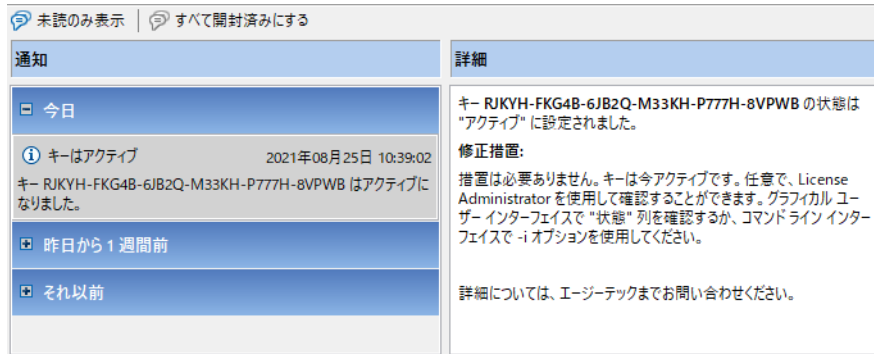 未読のみ表示 すべて開封済みにする
通知
詳細
今日
キーはアクティブ 2021年08月25日 10:39:02
キー RJKYH-FKG4B-6JB2Q-M33KH-P777H-8VPWB はアクティブに
なりました。
昨日から 1 週間前
それ以前
キー RJKYH-FKG4B-6JB2Q-M33KH-P777H-8VPWB の状態は
"アクティブ" に設定されました。
修正措置:
措置は必要ありません。キーは今アクティブです。任意で、License
Administrator を使用して確認することができます。グラフィカル ユー
ザー インターフェイスで "状態" 列を確認するか、コマンド ライン インター
フェイスで -i オプションを使用してください。
詳細については、エージーテックまでお問い合わせください。